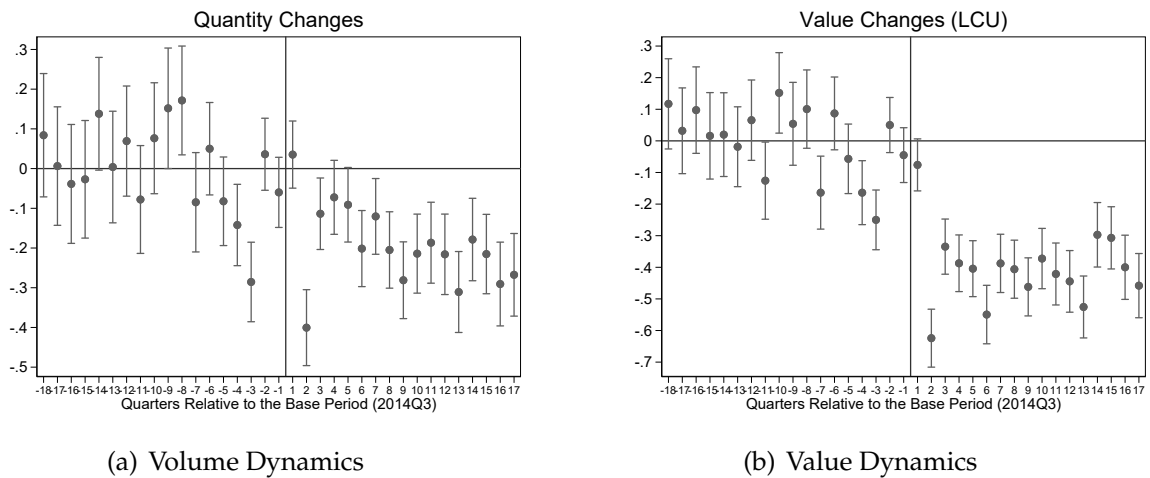 Quantity Changes
.3
.2
.1
0
-.1
-.2
-.3
-.4
-.5
-18 -17 -16 -15 -14 -13 -12 -11 -10 -9 -8 -7 -6 -5 -4 -3 -2 -1 1 2 3 4 5 6 7 8 9 10 11 12 13 14 15 16 17
Quarters Relative to the Base Period (2014Q3)
(a) Volume Dynamics
Value Changes (LCU)
.3
.2
.1
0
-.1
-.2
-.3
-.4
-.5
-.6
-.7
-18 -17 -16 -15 -14 -13 -12 -11 -10 -9 -8 -7 -6 -5 -4 -3 -2 -1 1 2 3 4 5 6 7 8 9 10 11 12 13 14 15 16 17
Quarters Relative to the Base Period (2014Q3)
(b) Value Dynamics